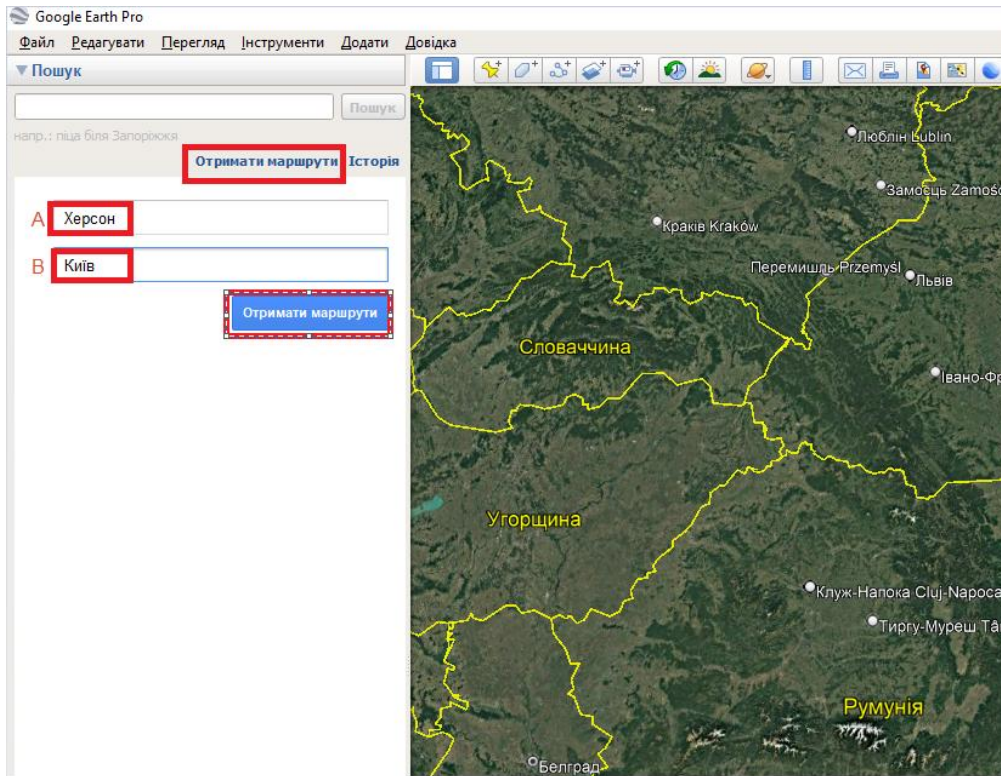 Google Earth Pro
Файл Редагувати Перегляд Інструменти Додати Довідка
Пошук
Пошук
напр.: піца біля Запоріжжя
Отримати маршрути Історія
A Херсон
B Київ
Отримати маршрути
Люблін Lublin
Замосць Zamość
Краків Kraków
Перемишль Przemyśl
Львів
Словаччина
Івано-Фр
Угорщина
Клуж-Напока Cluj-Napoca
Тиргу-Муреш Tâ
Румунія
Белград